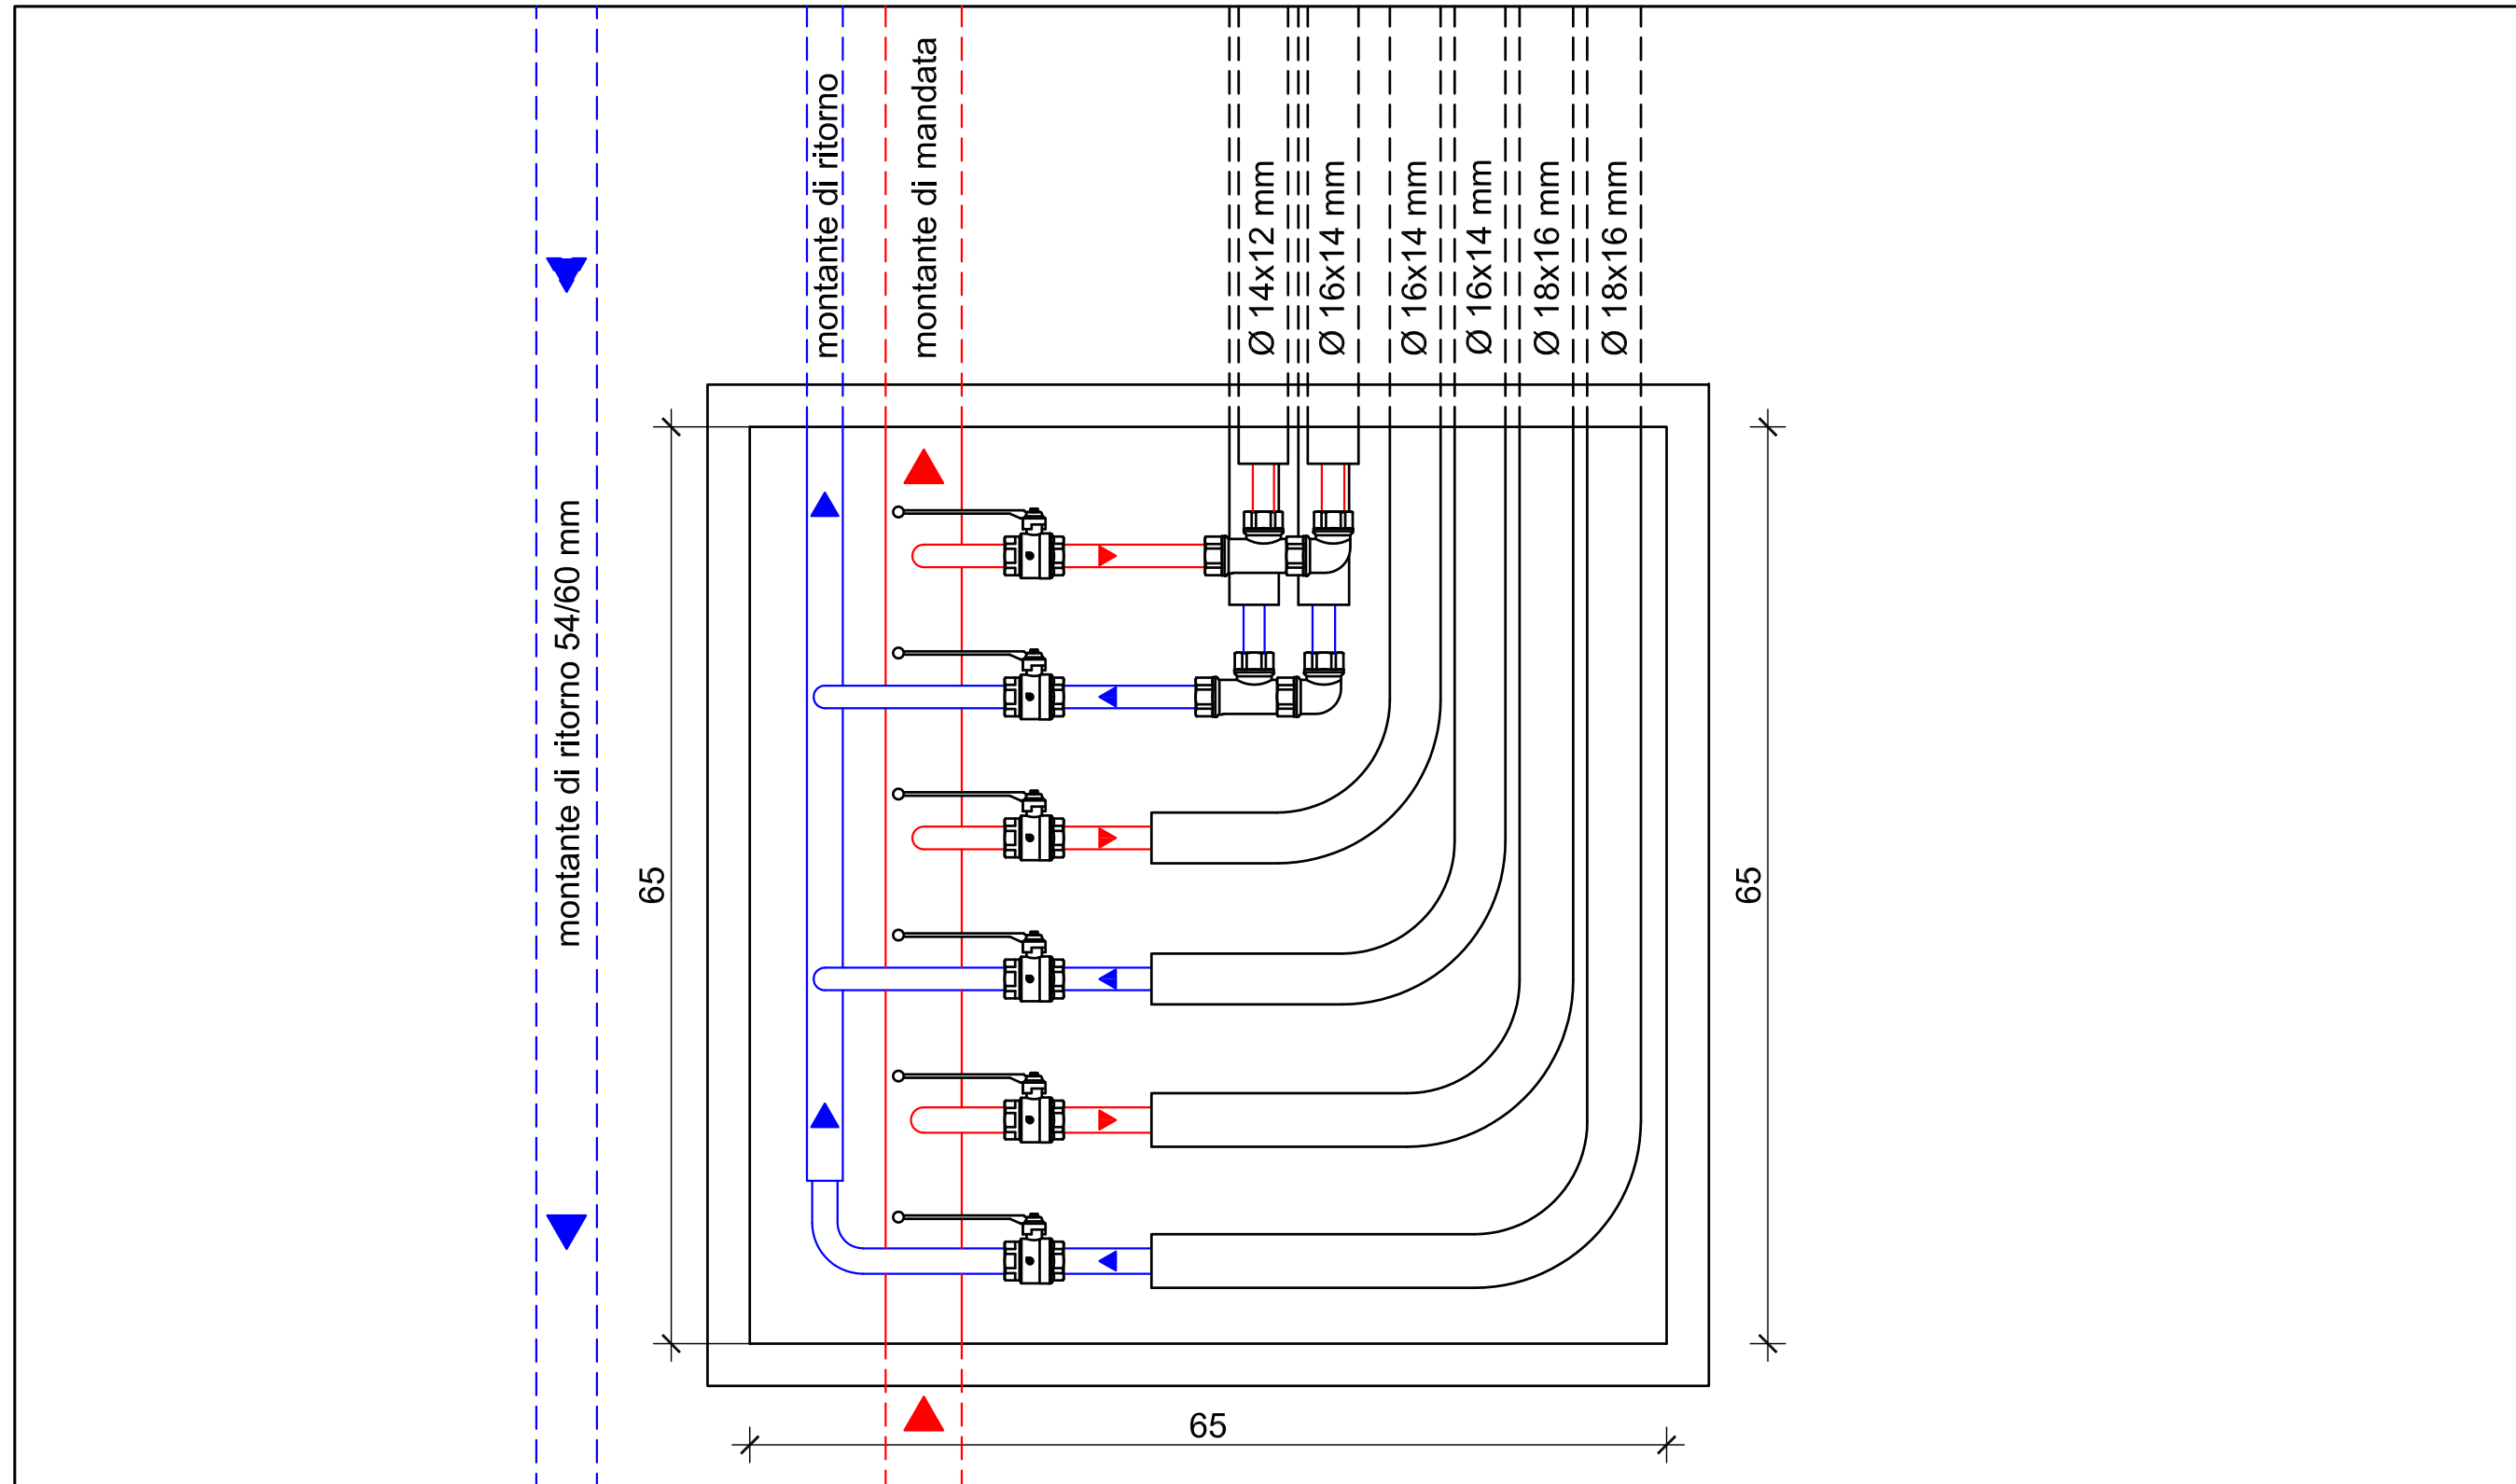 montante di ritorno
montante di mandata
Ø 14x12 mm
Ø 16x14 mm
Ø 16x14 mm
Ø 16x14 mm
Ø 18x16 mm
Ø 18x16 mm
montante di ritorno 54/60 mm
65
65
65